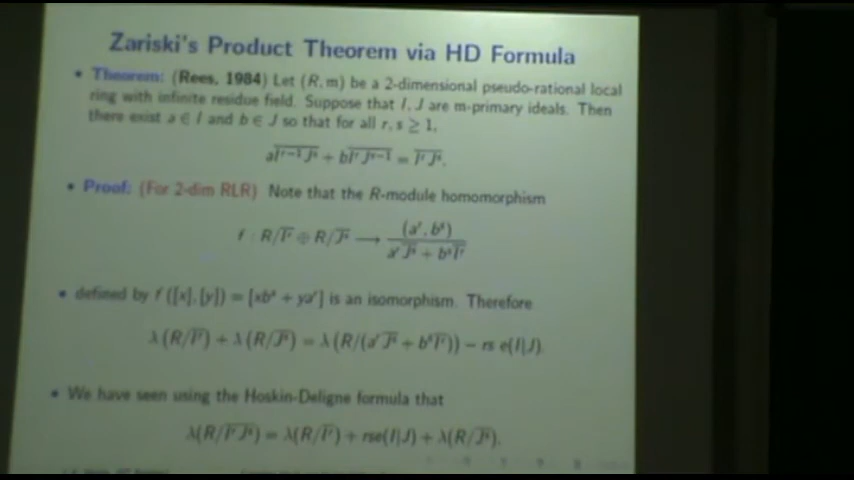 Zariski's Product Theorem via HD Formula
• Theorem: (Rees, 1984) Let (R, m) be a 2-dimensional pseudo-rational local
ring with infinite residue field. Suppose that I, J are m-primary ideals. Then
there exist a ∈ I and b ∈ J so that for all r, s ≥ 1,
a\overline{I^{r−1}J^s} + b\overline{I^r J^{s−1}} = \overline{I^r J^s}.
• Proof: (For 2-dim RLR) Note that the R-module homomorphism
f : R/\overline{I^r} ⊕ R/\overline{J^s} ⟶ \frac{(a^r, b^s)}{a^r\overline{J^s} + b^s\overline{I^r}}
• defined by f([x], [y]) = [xb^s + ya^r] is an isomorphism. Therefore
λ(R/\overline{I^r}) + λ(R/\overline{J^s}) = λ(R/(a^r\overline{J^s} + b^s\overline{I^r})) − rs e(I|J).
• We have seen using the Hoskin-Deligne formula that
λ(R/\overline{I^r J^s}) = λ(R/\overline{I^r}) + rse(I|J) + λ(R/\overline{J^s}).